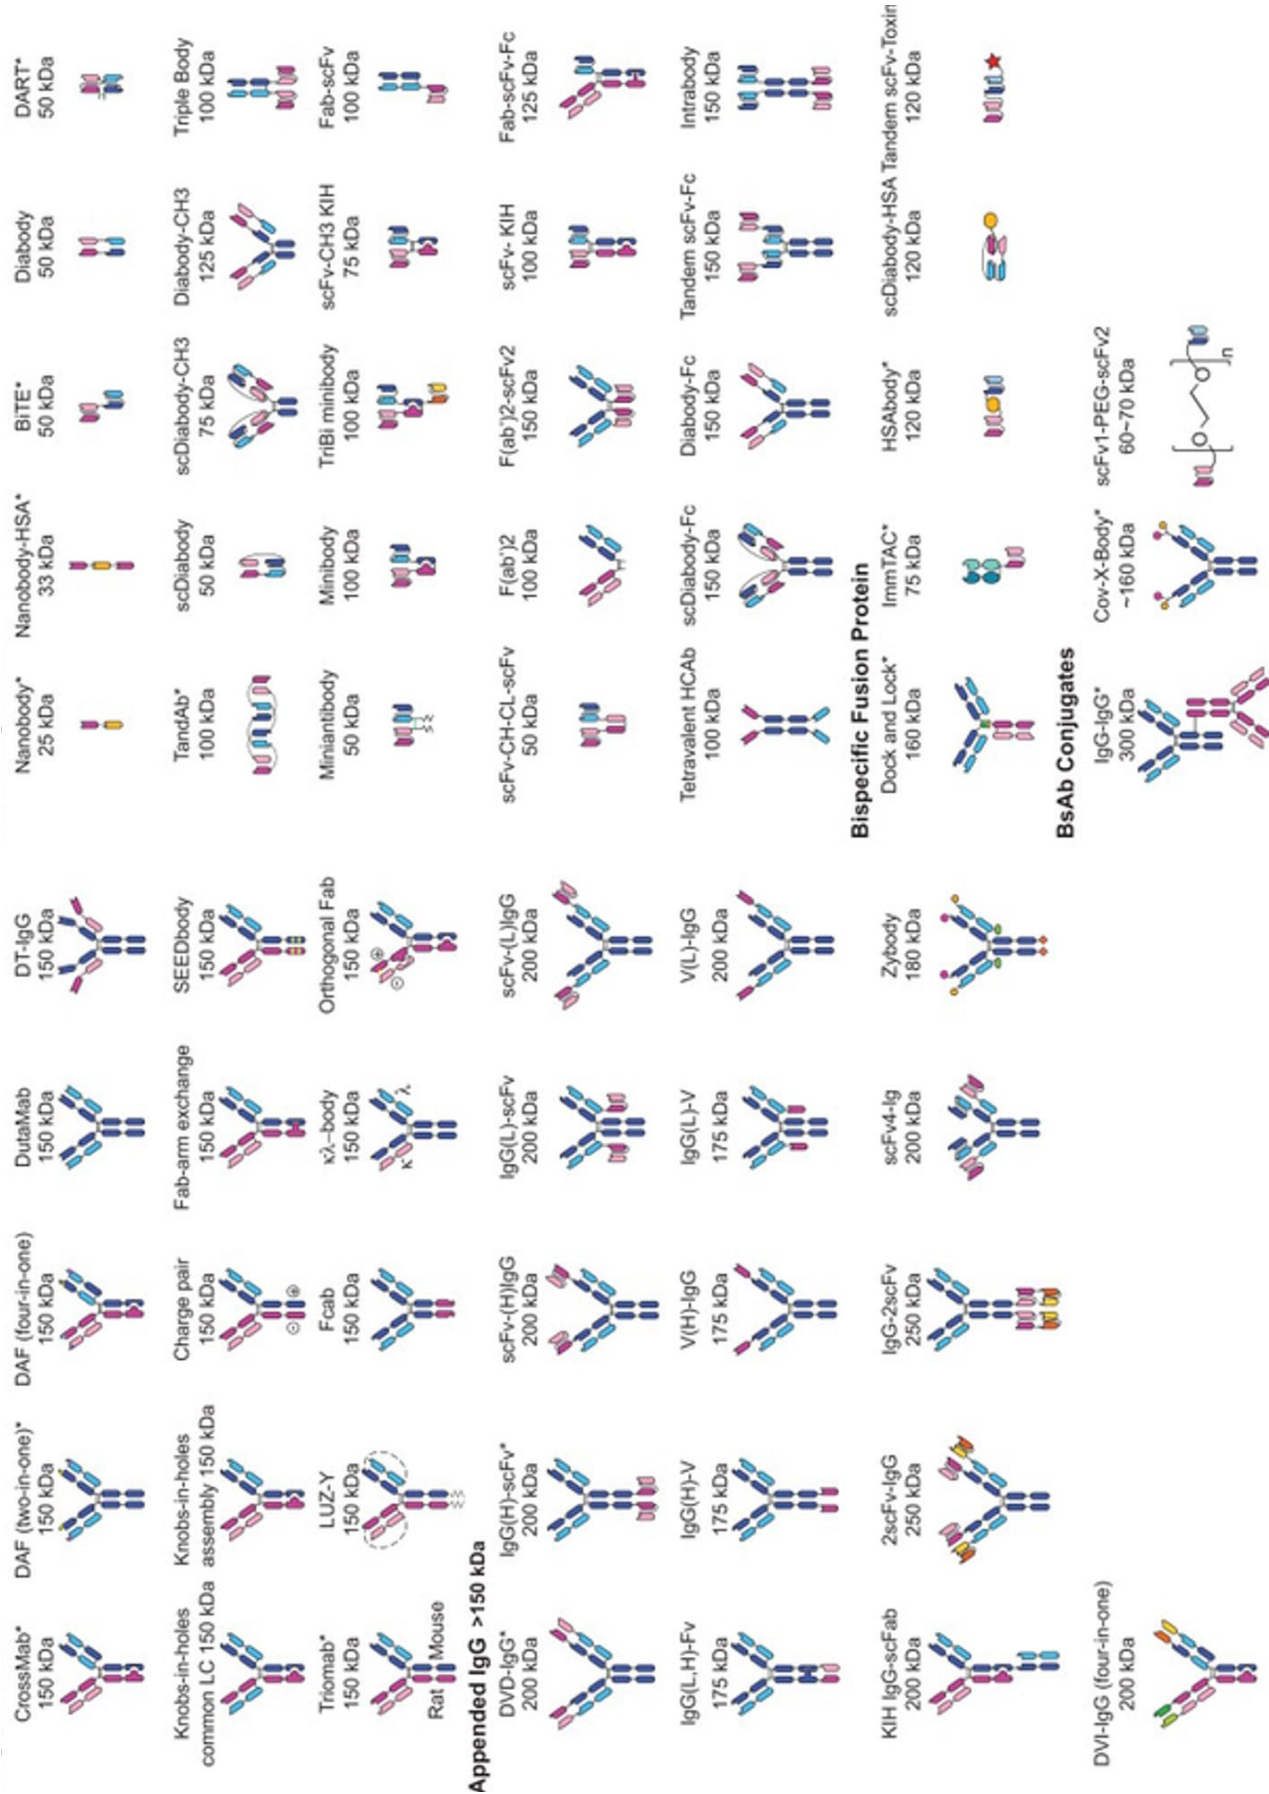 CrossMab*
150 kDa
DAF (two-in-one)*
150 kDa
DAF (four-in-one)
150 kDa
DutaMab
150 kDa
DT-IgG
150 kDa
Knobs-in-holes
common LC 150 kDa
Knobs-in-holes
assembly 150 kDa
Charge pair
150 kDa
Fab-arm exchange
150 kDa
SEEDbody
150 kDa
Triomab*
150 kDa
Rat Mouse
LUZ-Y
150 kDa
Fcab
150 kDa
κλ–body
150 kDa
κ λ
Orthogonal Fab
150 kDa
Appended IgG >150 kDa
DVD-IgG*
200 kDa
IgG(H)-scFv*
200 kDa
scFv-(H)IgG
200 kDa
IgG(L)-scFv
200 kDa
scFv-(L)IgG
200 kDa
IgG(L,H)-Fv
175 kDa
IgG(H)-V
175 kDa
V(H)-IgG
175 kDa
IgG(L)-V
175 kDa
V(L)-IgG
200 kDa
KIH IgG-scFab
200 kDa
2scFv-IgG
250 kDa
IgG-2scFv
250 kDa
scFv4-Ig
200 kDa
Zybody
180 kDa
DVI-IgG (four-in-one)
200 kDa
Nanobody*
25 kDa
Nanobody-HSA*
33 kDa
BiTE*
50 kDa
Diabody
50 kDa
DART*
50 kDa
TandAb*
100 kDa
scDiabody
50 kDa
scDiabody-CH3
75 kDa
Diabody-CH3
125 kDa
Triple Body
100 kDa
Miniantibody
50 kDa
Minibody
100 kDa
TriBi minibody
100 kDa
scFv-CH3 KIH
75 kDa
Fab-scFv
100 kDa
scFv-CH-CL-scFv
50 kDa
F(ab')2
100 kDa
F(ab')2-scFv2
150 kDa
scFv- KIH
100 kDa
Fab-scFv-Fc
125 kDa
Tetravalent HCAb
100 kDa
scDiabody-Fc
150 kDa
Diabody-Fc
150 kDa
Tandem scFv-Fc
150 kDa
Intrabody
150 kDa
Bispecific Fusion Protein
Dock and Lock*
160 kDa
ImmTAC*
75 kDa
HSAbody*
120 kDa
scDiabody-HSA
120 kDa
Tandem scFv-Toxin
120 kDa
BsAb Conjugates
IgG-IgG*
300 kDa
Cov-X-Body*
~160 kDa
scFv1-PEG-scFv2
60~70 kDa
O O n